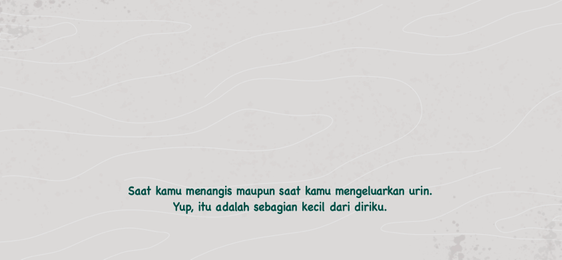 Saat kamu menangis maupun saat kamu mengeluarkan urin.
Yup, itu adalah sebagian kecil dari diriku.